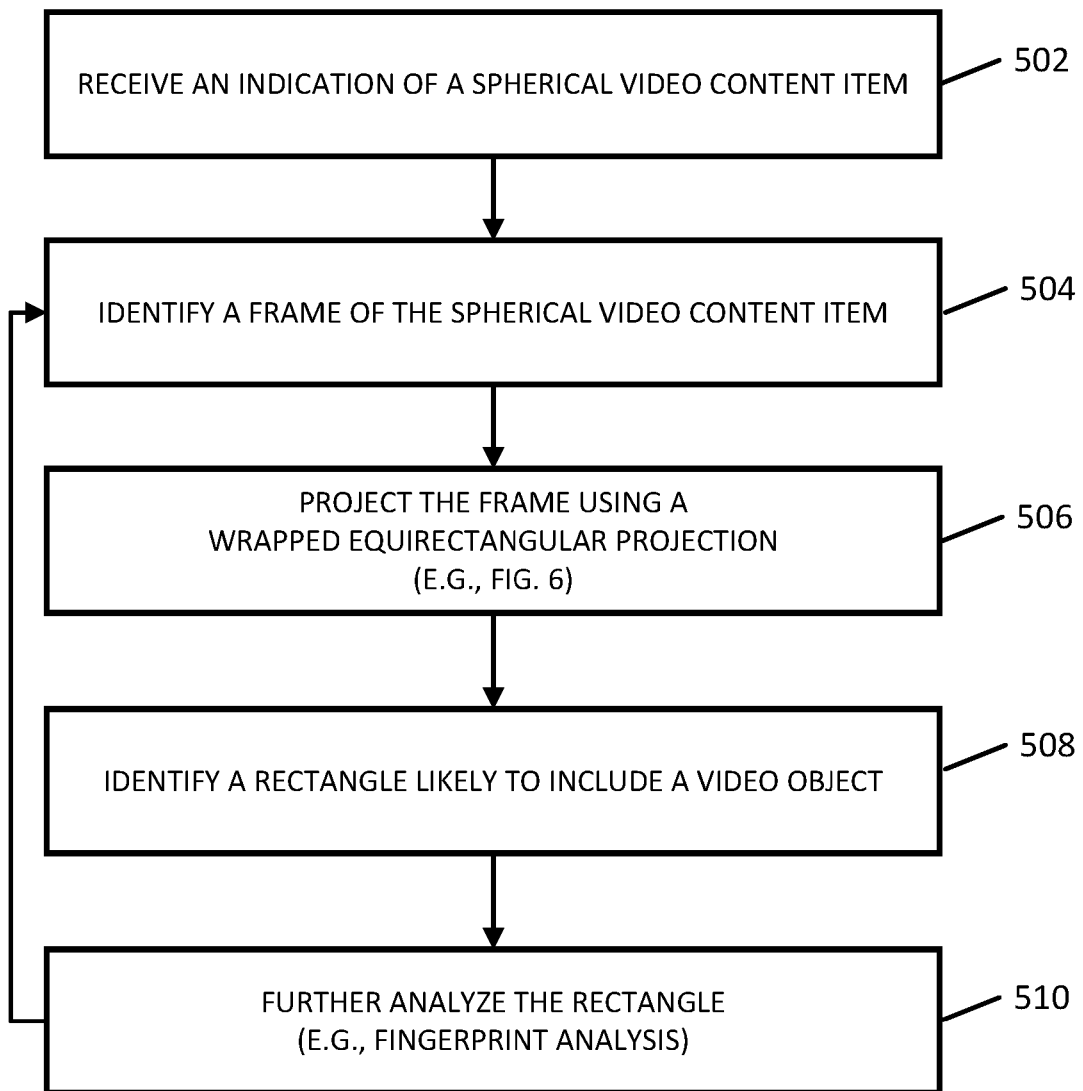 RECEIVE AN INDICATION OF A SPHERICAL VIDEO CONTENT ITEM
502
IDENTIFY A FRAME OF THE SPHERICAL VIDEO CONTENT ITEM
504
PROJECT THE FRAME USING A
WRAPPED EQUIRECTANGULAR PROJECTION
(E.G., FIG. 6)
506
IDENTIFY A RECTANGLE LIKELY TO INCLUDE A VIDEO OBJECT
508
FURTHER ANALYZE THE RECTANGLE
(E.G., FINGERPRINT ANALYSIS)
510